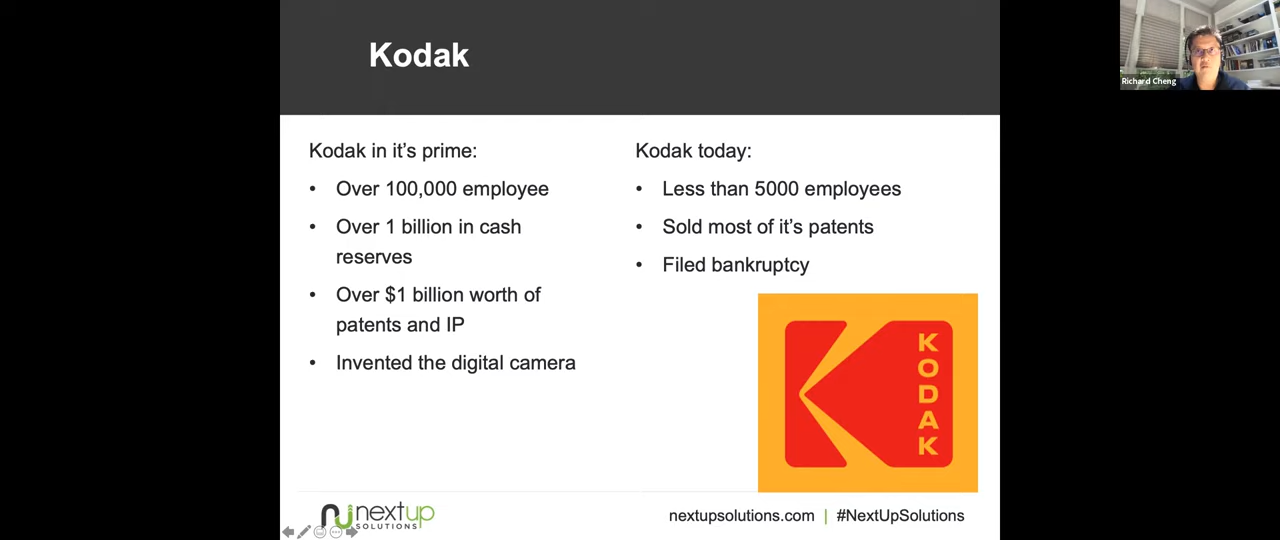 Kodak
Richard Cheng
Kodak in it's prime:
• Over 100,000 employee
• Over 1 billion in cash
reserves
• Over $1 billion worth of
patents and IP
• Invented the digital camera
Kodak today:
• Less than 5000 employees
• Sold most of it's patents
• Filed bankruptcy
KODAK
nextup
SOLUTIONS
nextupsolutions.com | #NextUpSolutions